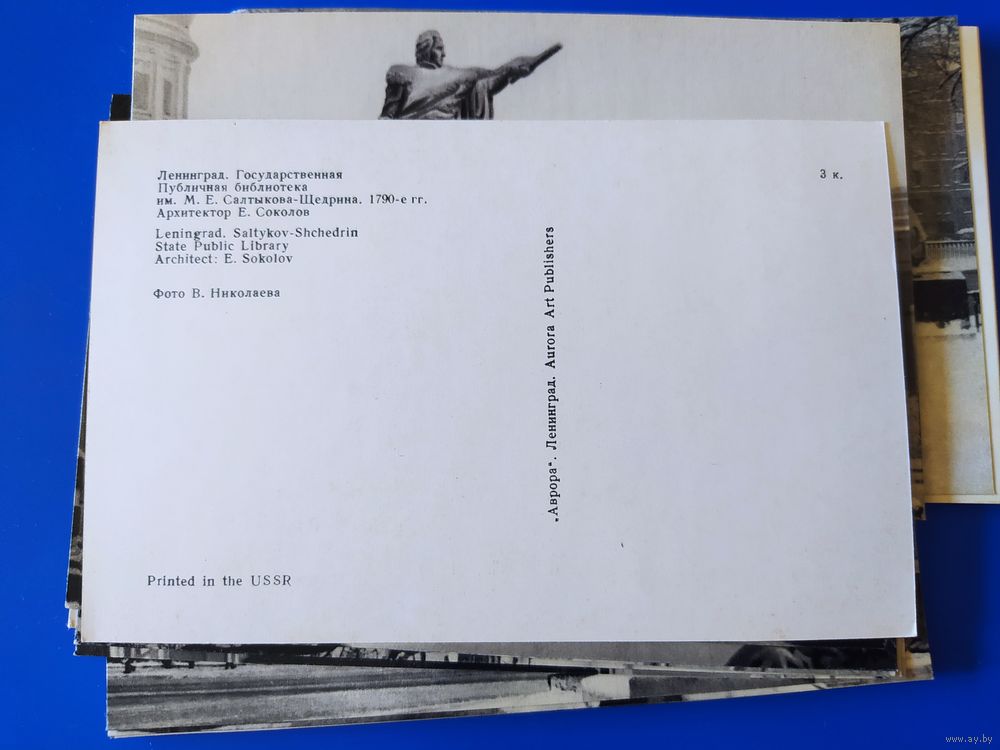 Ленинград. Государственная
Публичная библиотека
им. М. Е. Салтыкова-Щедрина. 1790-е гг.
Архитектор Е. Соколов
Leningrad. Saltykov-Shchedrin
State Public Library
Architect: E. Sokolov
Фото В. Николаева
3 к.
„Аврора“. Ленинград. Aurora Art Publishers
Printed in the USSR
www.ay.by